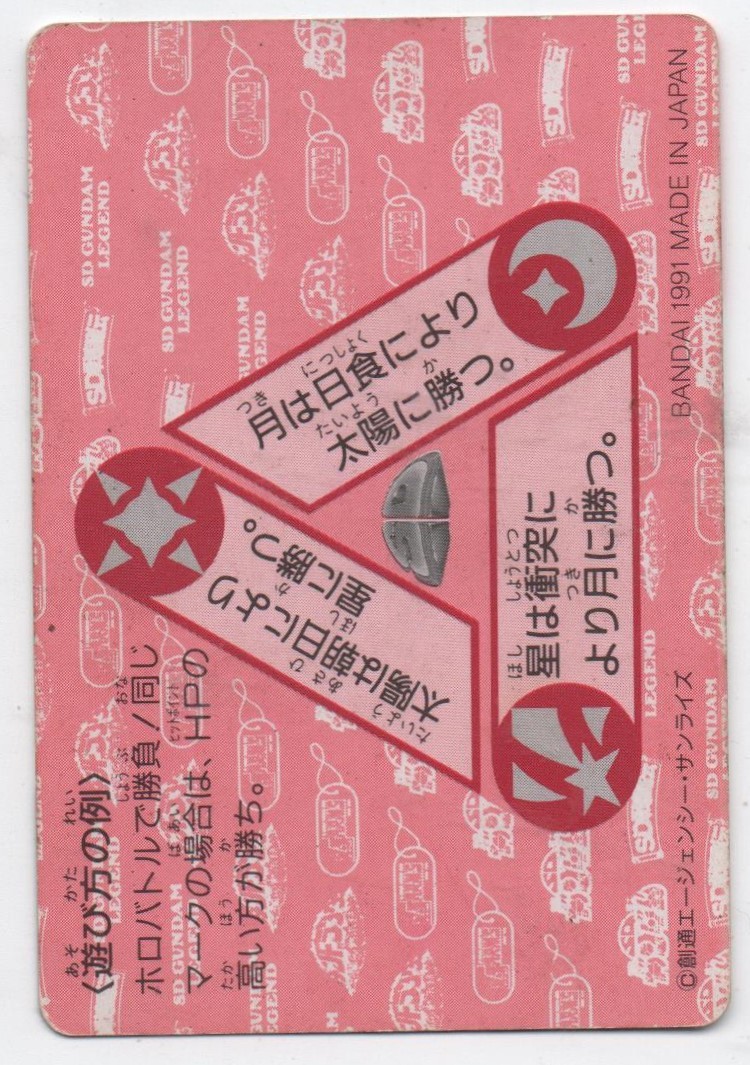 〈遊び方の例〉
ホロバトルで勝負！同じ
マークの場合は、HPの
高い方が勝ち。
太陽は朝日により
星に勝つ。
月は日食により
太陽に勝つ。
星は衝突に
より月に勝つ。
©創通エージェンシー・サンライズ
BANDAI 1991 MADE IN JAPAN
SD GUNDAM
LEGEND